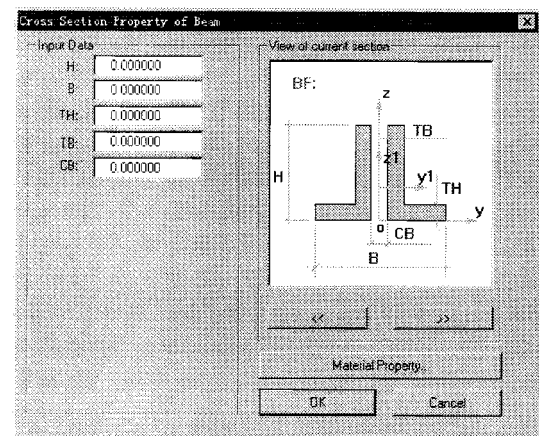 Cross Section Property of Beam
Input Data
H: 0.000000
B 0.000000
TH: 0.000000
TB: 0.000000
CB: 0.000000
View of current section
BF:
z
TB
z1
y1
H
TH
y
o
CB
B
<<
>>
Material Property..
OK
Cancel